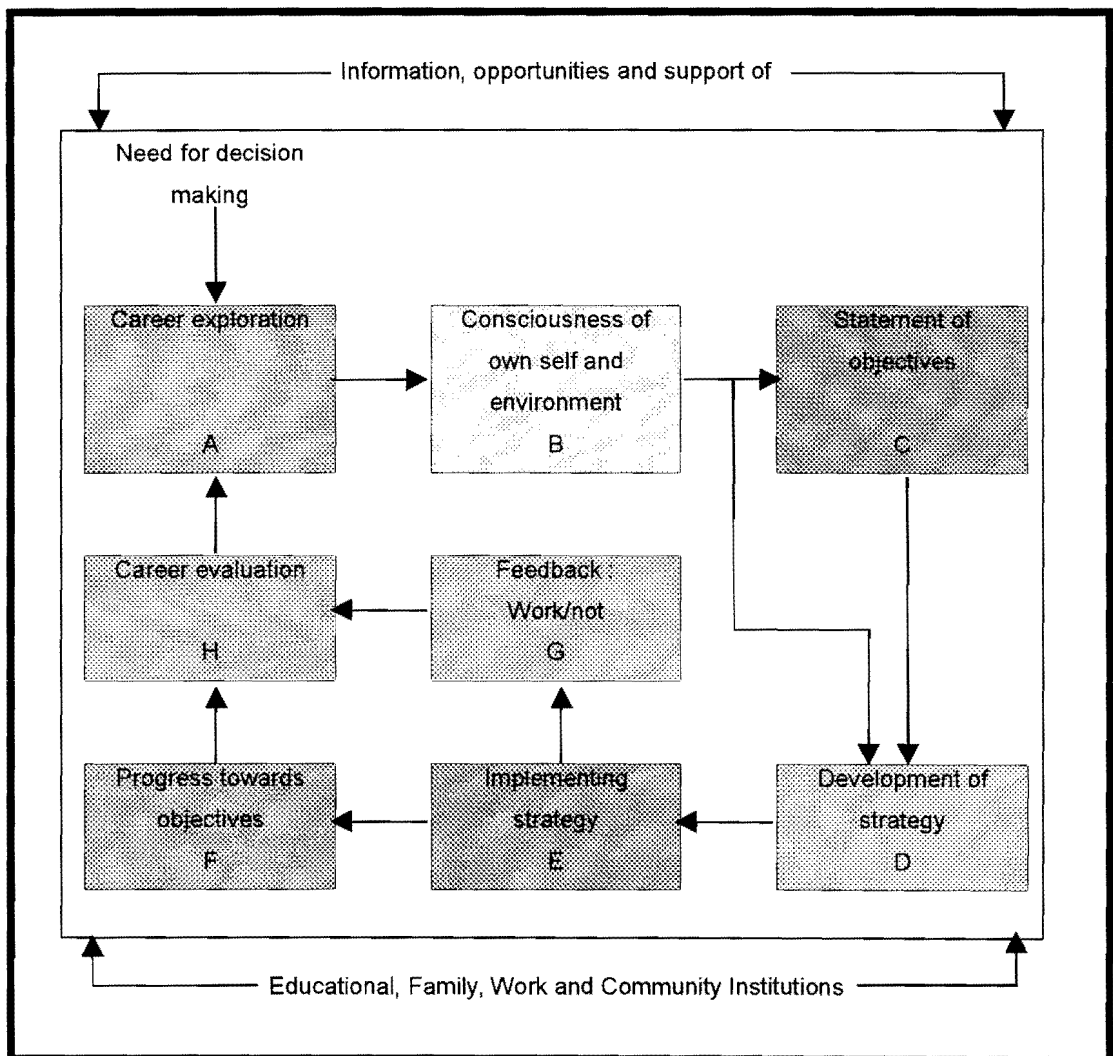 Information, opportunities and support of
Need for decision
making
Career exploration
A
Consciousness of
own self and
environment
B
Statement of
objectives
C
Career evaluation
H
Feedback :
Work/not
G
Progress towards
objectives
F
Implementing
strategy
E
Development of
strategy
D
Educational, Family, Work and Community Institutions